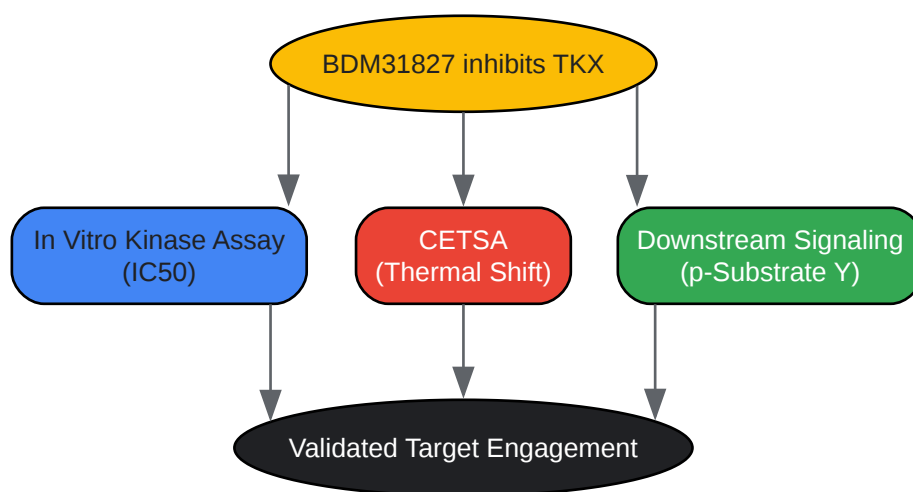 BDM31827 inhibits TKX
In Vitro Kinase Assay
(IC50)
CETSA
(Thermal Shift)
Downstream Signaling
(p-Substrate Y)
Validated Target Engagement